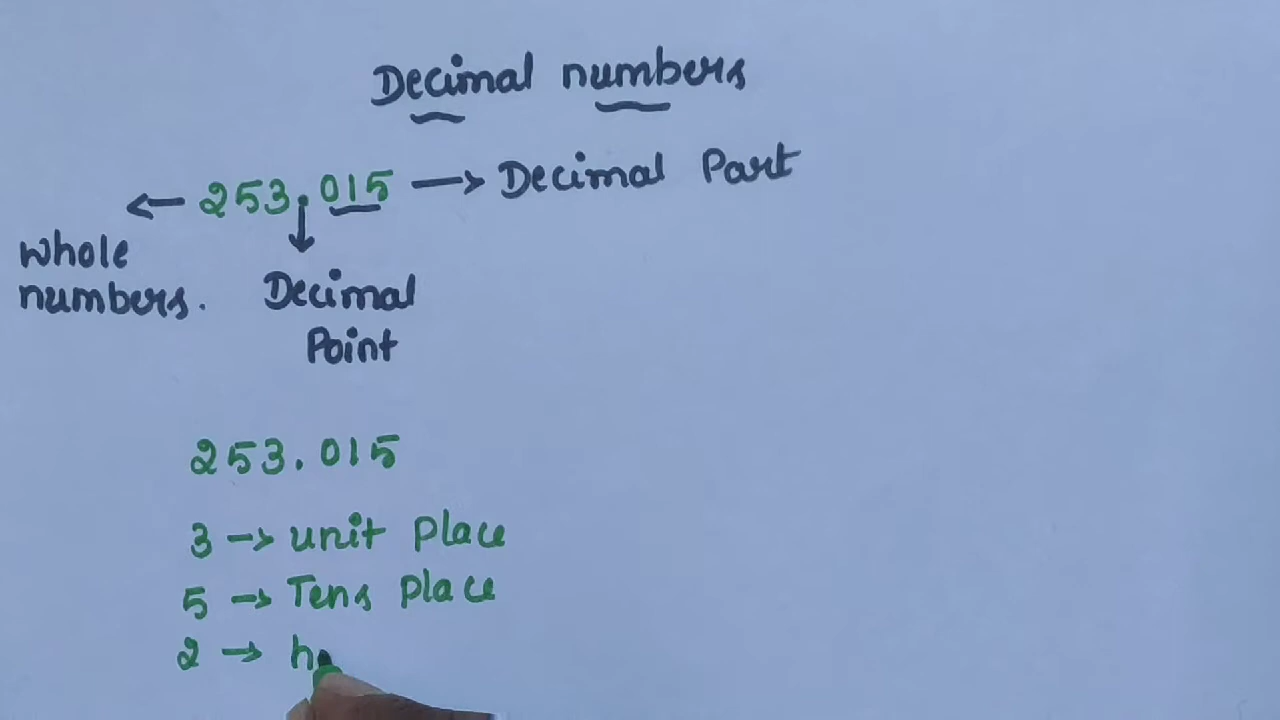 Decimal numbers
← 253.015 → Decimal Part
whole
numbers.
Decimal
Point
253.015
3 → unit Place
5 → Tens Place
2 → h